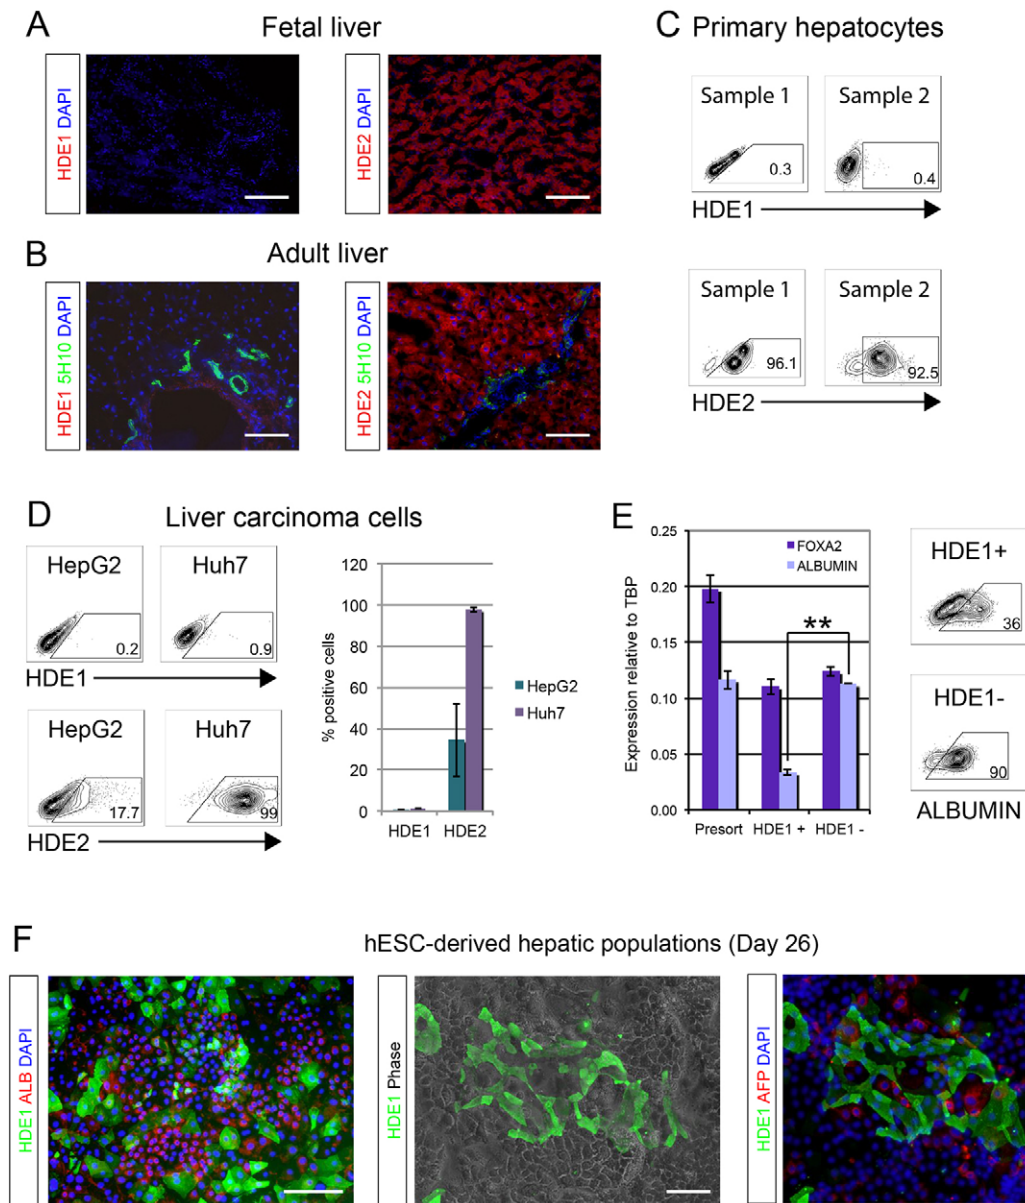 A
Fetal liver
HDE1 DAPI
HDE2 DAPI
B
Adult liver
HDE1 5H10 DAPI
HDE2 5H10 DAPI
C Primary hepatocytes
Sample 1
0.3
Sample 2
0.4
HDE1
Sample 1
96.1
Sample 2
92.5
HDE2
D
Liver carcinoma cells
HepG2
0.2
Huh7
0.9
HDE1
HepG2
17.7
Huh7
99
HDE2
% positive cells
120
100
80
60
40
20
0
HDE1
HDE2
HepG2
Huh7
E
Expression relative to TBP
0.25
0.20
0.15
0.10
0.05
0.00
FOXA2
ALBUMIN
**
Presort
HDE1 +
HDE1 -
HDE1+
36
HDE1-
90
ALBUMIN
F
hESC-derived hepatic populations (Day 26)
HDE1 ALB DAPI
HDE1 Phase
HDE1 AFP DAPI